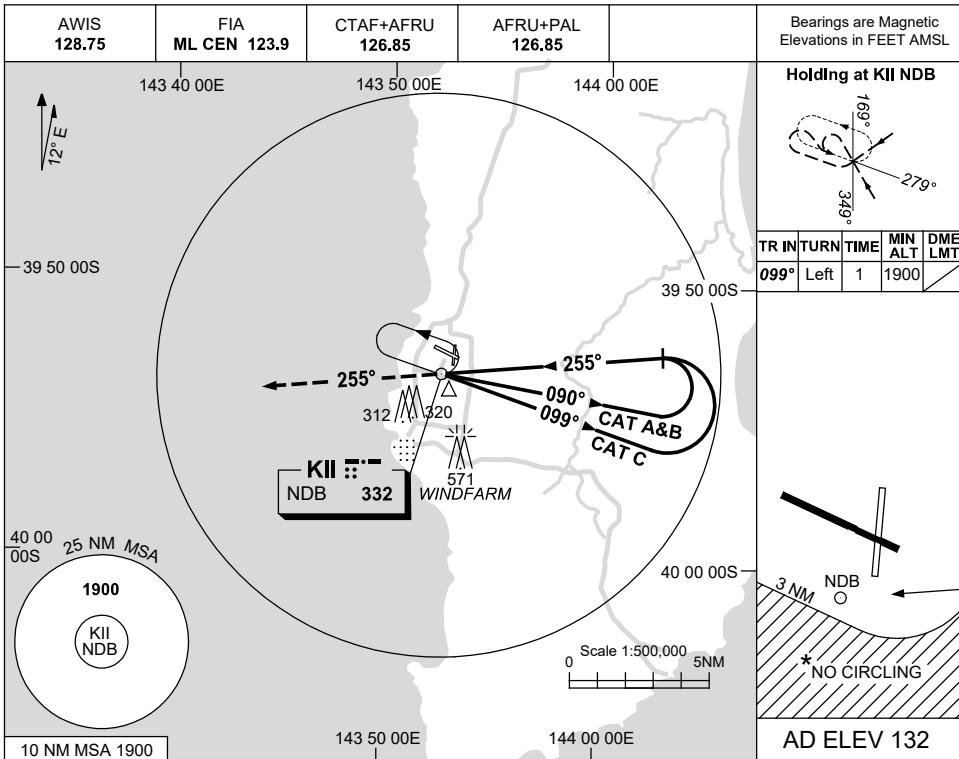 AWIS
128.75
FIA
ML CEN 123.9
CTAF+AFRU
126.85
AFRU+PAL
126.85
Bearings are Magnetic
Elevations in FEET AMSL
143 40 00E
143 50 00E
144 00 00E
12° E
Holding at KII NDB
169°
279°
349°
TR IN TURN TIME MIN ALT DME LMT
099° Left 1 1900
39 50 00S
39 50 00S
255°
255°
090°
099°
CAT A&B
CAT C
312
320
571
WINDFARM
KII
NDB 332
40 00
00S
25 NM MSA
1900
KII
NDB
40 00 00S
Scale 1:500,000
0
5NM
NDB
3 NM
*NO CIRCLING
10 NM MSA 1900
143 50 00E
144 00 00E
AD ELEV 132